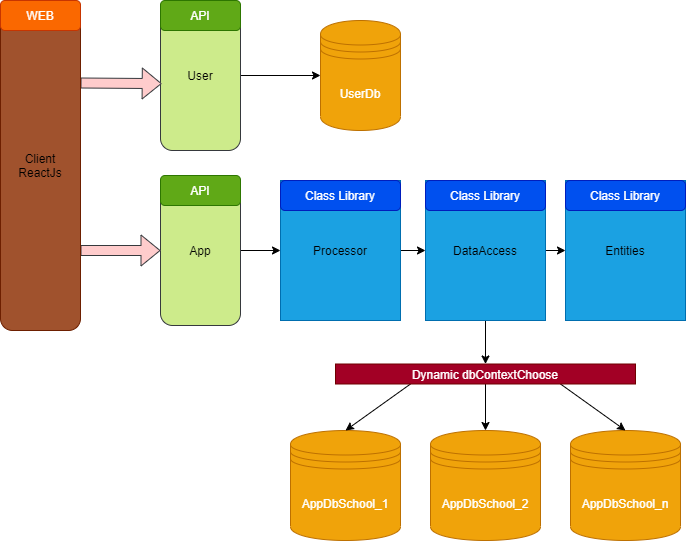 WEB
API
User
UserDb
Client
ReactJs
API
App
Class Library
Processor
Class Library
DataAccess
Class Library
Entities
Dynamic dbContextChoose
AppDbSchool_1
AppDbSchool_2
AppDbSchool_n